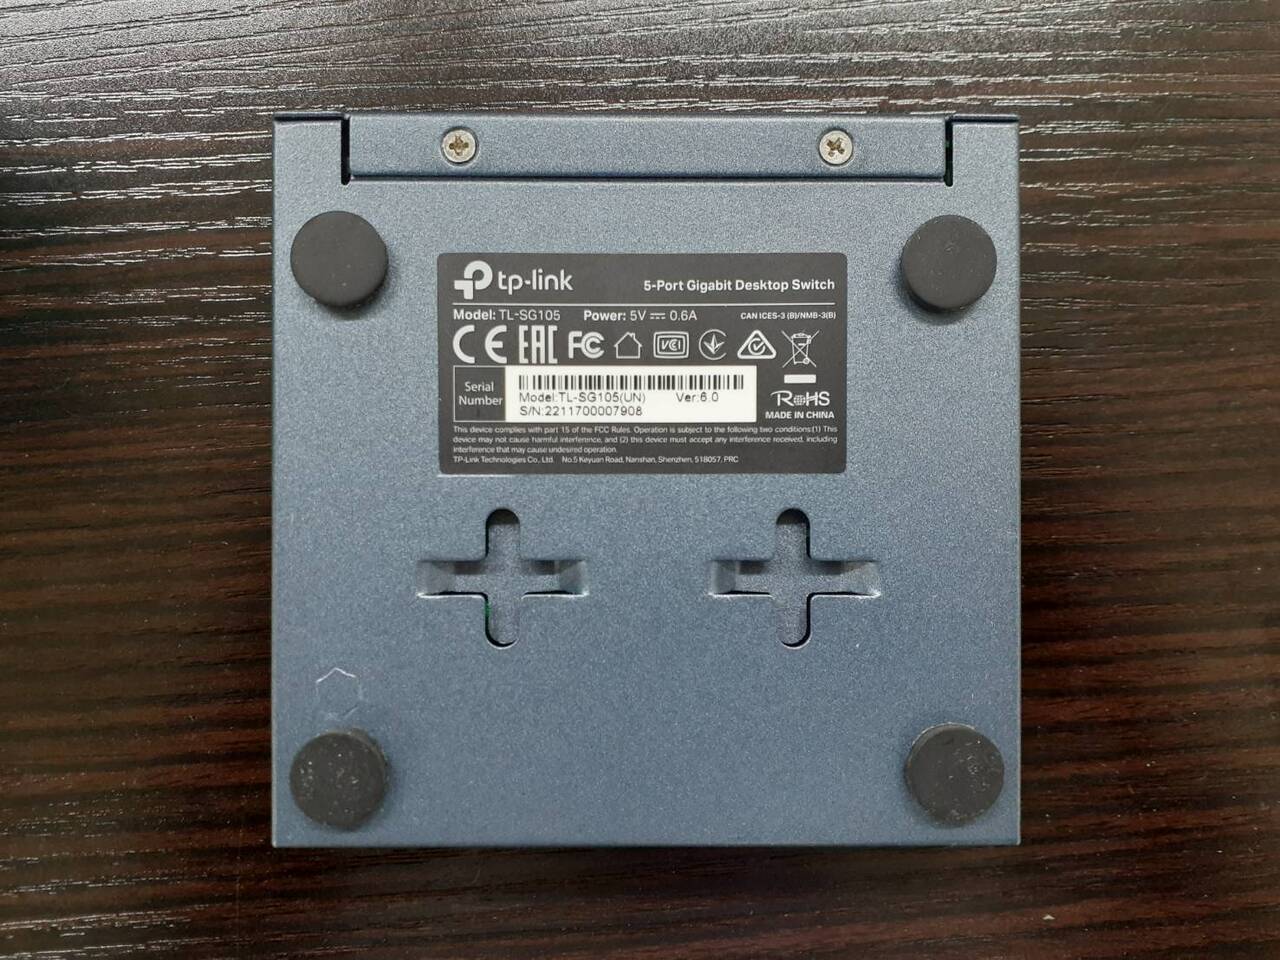 tp-link
5-Port Gigabit Desktop Switch
Model: TL-SG105 Power: 5V ⎓ 0.6A CAN ICES-3 (B)/NMB-3(B)
CE EAC FC VCCI
Serial Number
Model:TL-SG105(UN) Ver:6.0
S/N:2211700007908
RoHS
MADE IN CHINA
This device complies with part 15 of the FCC Rules. Operation is subject to the following two conditions:(1) This
device may not cause harmful interference, and (2) this device must accept any interference received, including
interference that may cause undesired operation.
TP-Link Technologies Co., Ltd. No.5 Keyuan Road, Nanshan, Shenzhen, 518057, PRC